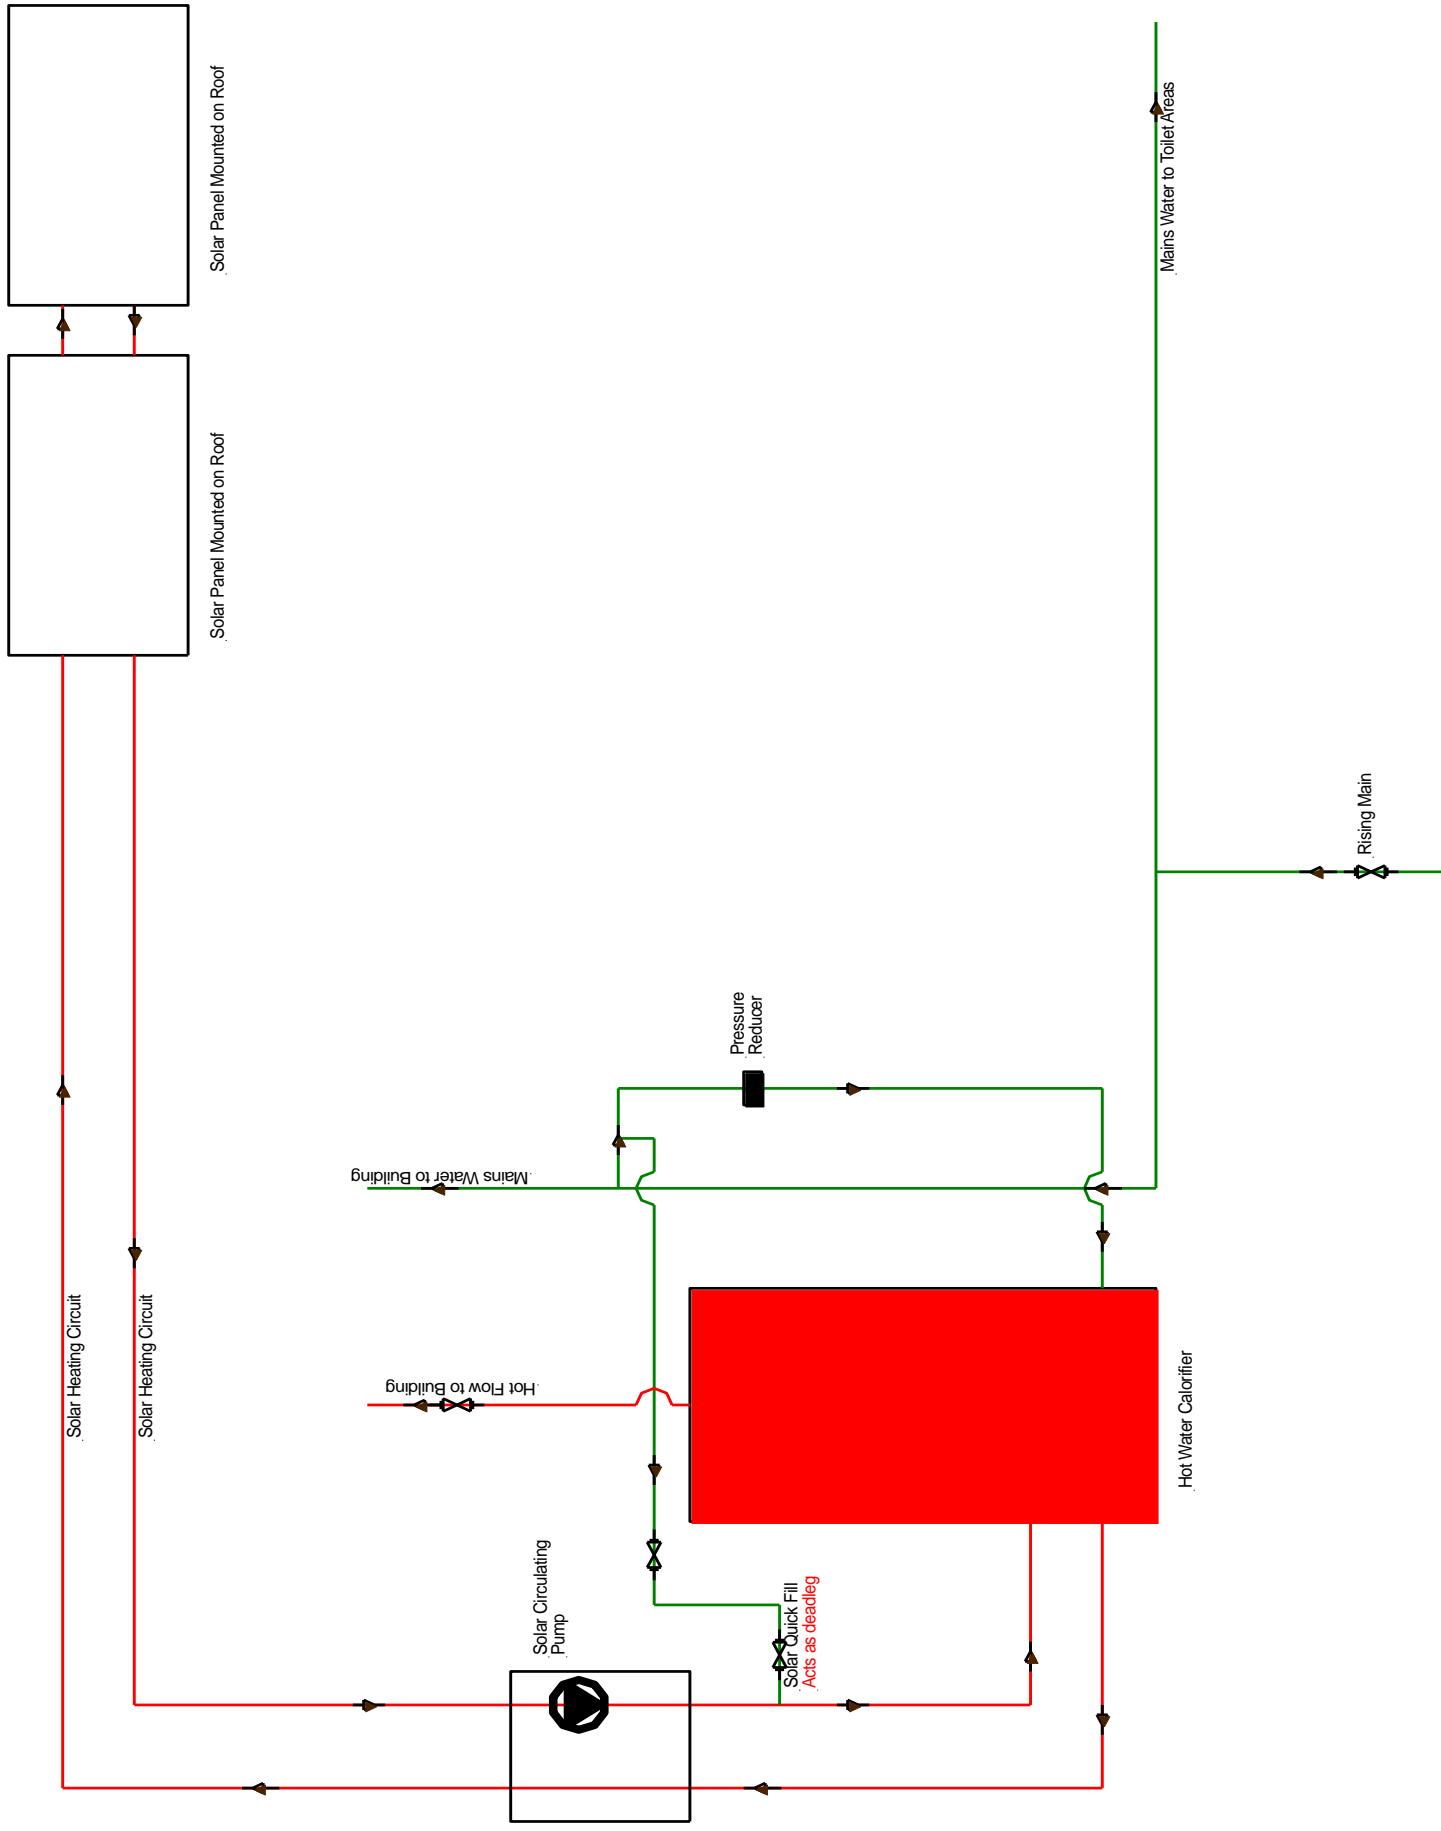 Solar Panel Mounted on Roof
Solar Panel Mounted on Roof
Mains Water to Toilet Areas
Rising Main
Pressure
Reducer
Mains Water to Building
Solar Heating Circuit
Solar Heating Circuit
Hot Flow to Building
Hot Water Calorifier
Solar Circulating
Pump
Solar Quick Fill
Acts as deadleg